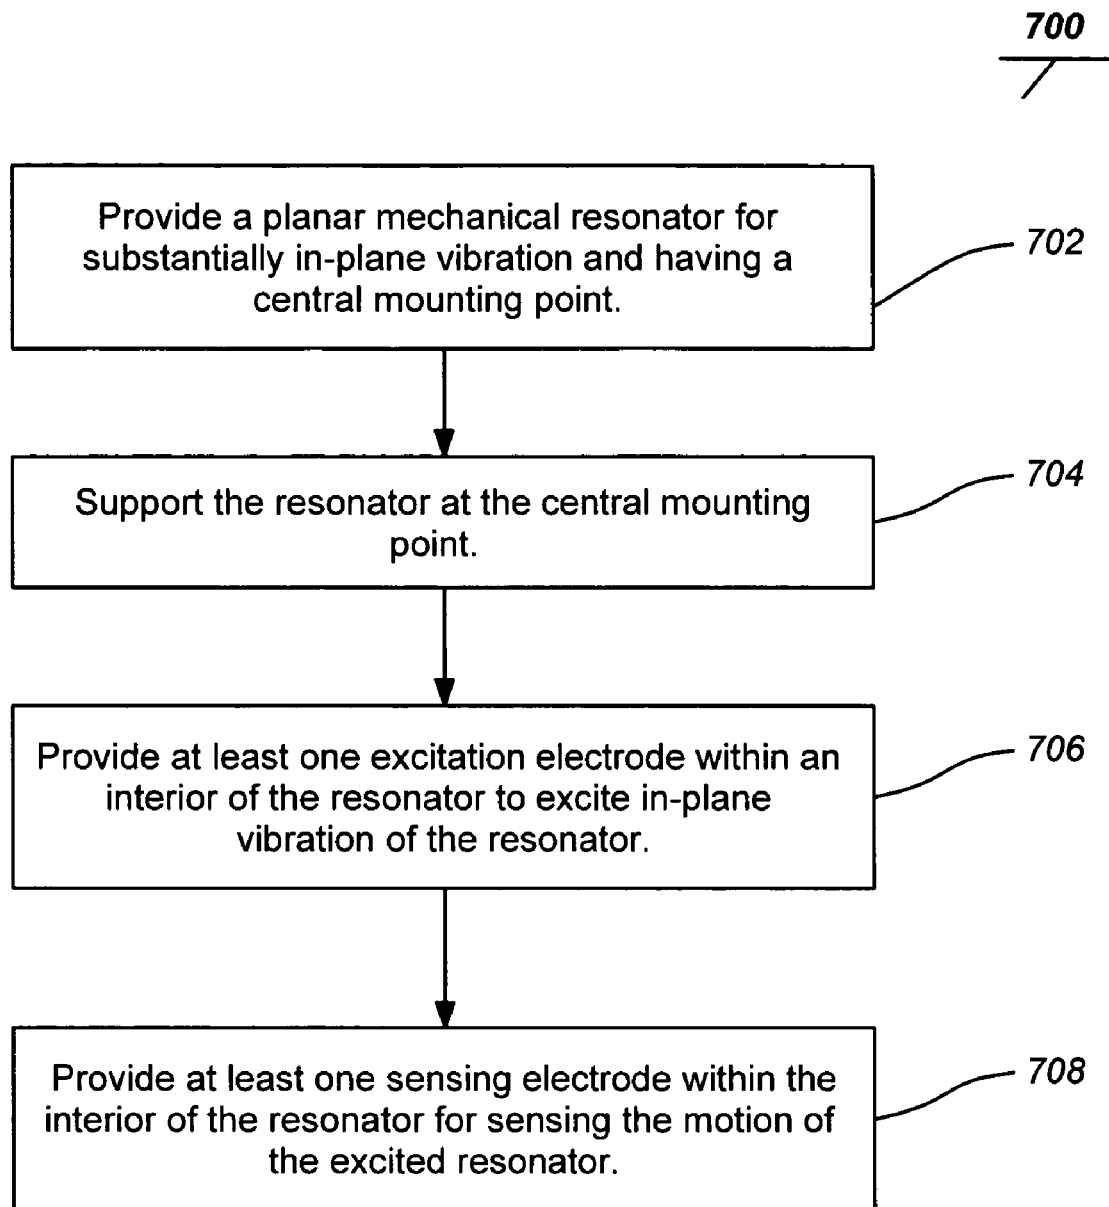 700
Provide a planar mechanical resonator for
substantially in-plane vibration and having a
central mounting point.
702
Support the resonator at the central mounting
point.
704
Provide at least one excitation electrode within an
interior of the resonator to excite in-plane
vibration of the resonator.
706
Provide at least one sensing electrode within the
interior of the resonator for sensing the motion of
the excited resonator.
708